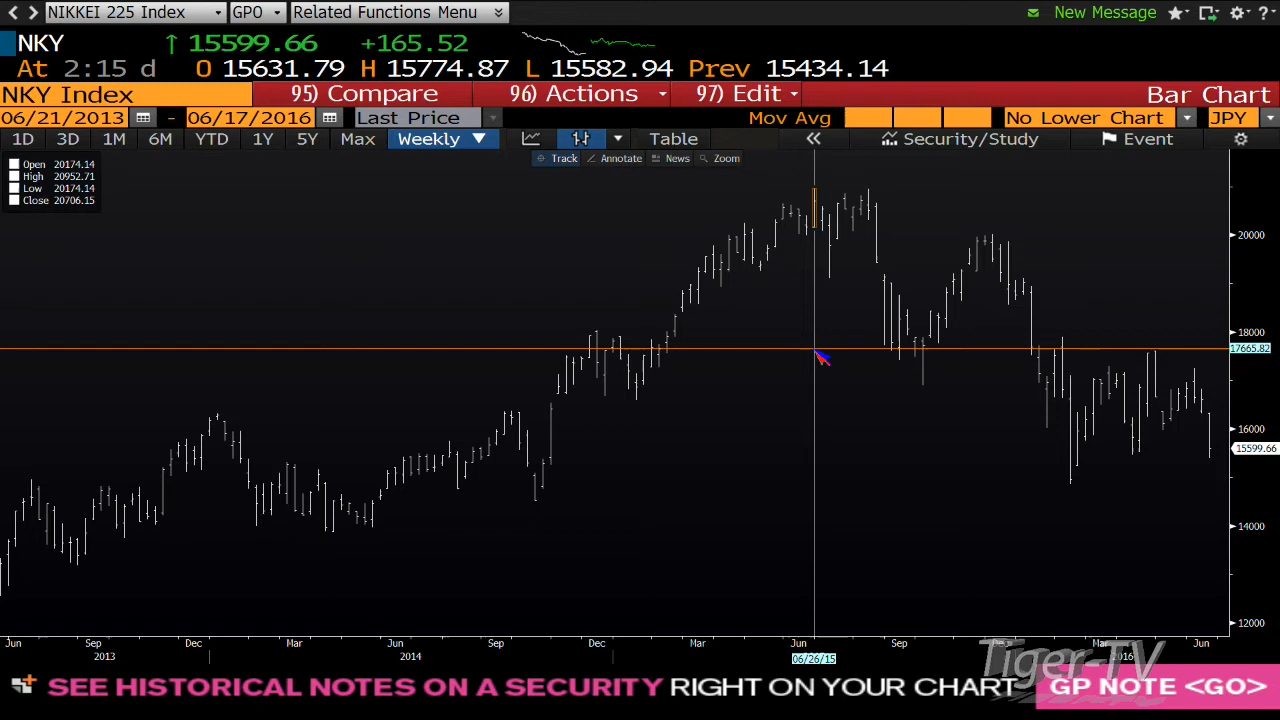 NIKKEI 225 Index GPO Related Functions Menu New Message ?
NKY ↑ 15599.66 +165.52
At 2:15 d O 15631.79 H 15774.87 L 15582.94 Prev 15434.14
NKY Index 95) Compare 96) Actions 97) Edit Bar Chart
06/21/2013 - 06/17/2016 Last Price Mov Avg No Lower Chart JPY
1D 3D 1M 6M YTD 1Y 5Y Max Weekly ▼ Table « Security/Study Event
Track Annotate News Zoom
Open 20174.14
High 20952.71
Low 20174.14
Close 20706.15
20000
18000
17665.82
16000
15599.66
14000
12000
Jun Sep Dec Mar Jun Sep Dec Mar Jun Sep Dec Mar Jun
2013 2014 06/26/15 2016
Tiger-TV
SEE HISTORICAL NOTES ON A SECURITY RIGHT ON YOUR CHART GP NOTE <GO>